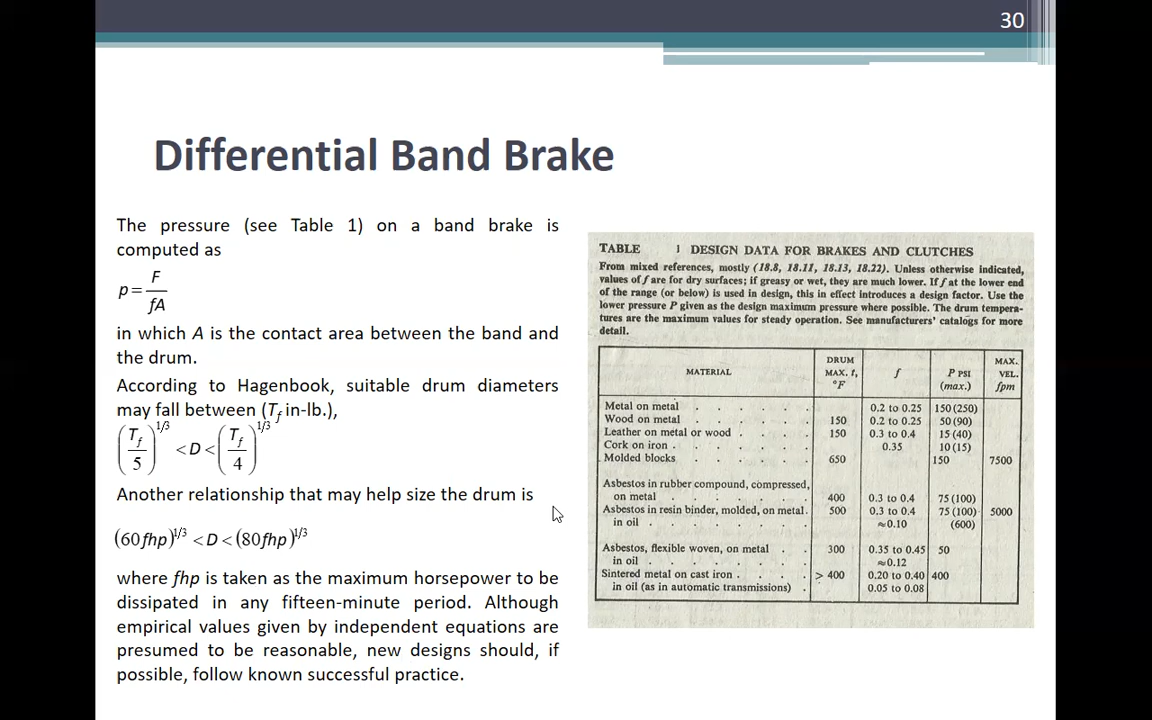 30
Differential Band Brake
The pressure (see Table 1) on a band brake is
computed as
p = F / fA
in which A is the contact area between the band and
the drum.
According to Hagenbook, suitable drum diameters
may fall between (Tf in-lb.),
(Tf/5)^1/3 < D < (Tf/4)^1/3
Another relationship that may help size the drum is
(60fhp)^1/3 < D < (80fhp)^1/3
where fhp is taken as the maximum horsepower to be
dissipated in any fifteen-minute period. Although
empirical values given by independent equations are
presumed to be reasonable, new designs should, if
possible, follow known successful practice.
TABLE 1 DESIGN DATA FOR BRAKES AND CLUTCHES
From mixed references, mostly (18.8, 18.11, 18.13, 18.22). Unless otherwise indicated,
values of f are for dry surfaces; if greasy or wet, they are much lower. If f at the lower end
of the range (or below) is used in design, this in effect introduces a design factor. Use the
lower pressure P given as the design maximum pressure where possible. The drum tempera-
tures are the maximum values for steady operation. See manufacturers' catalogs for more
detail.
MATERIAL DRUM MAX. t, °F f P PSI (max.) MAX. VEL. fpm
Metal on metal . . . . . . 0.2 to 0.25 150 (250)
Wood on metal . . . . . . 150 0.2 to 0.25 50 (90)
Leather on metal or wood . . . . 150 0.3 to 0.4 15 (40)
Cork on iron . . . . . . . 0.35 10 (15)
Molded blocks . . . . . . 650 150 7500
Asbestos in rubber compound, compressed,
on metal . . . . . . . 400 0.3 to 0.4 75 (100)
Asbestos in resin binder, molded, on metal . 500 0.3 to 0.4 75 (100) 5000
in oil . . . . . . . . ≈0.10 (600)
Asbestos, flexible woven, on metal . . 300 0.35 to 0.45 50
in oil . . . . . . . . ≈0.12
Sintered metal on cast iron . . . . > 400 0.20 to 0.40 400
in oil (as in automatic transmissions) . 0.05 to 0.08